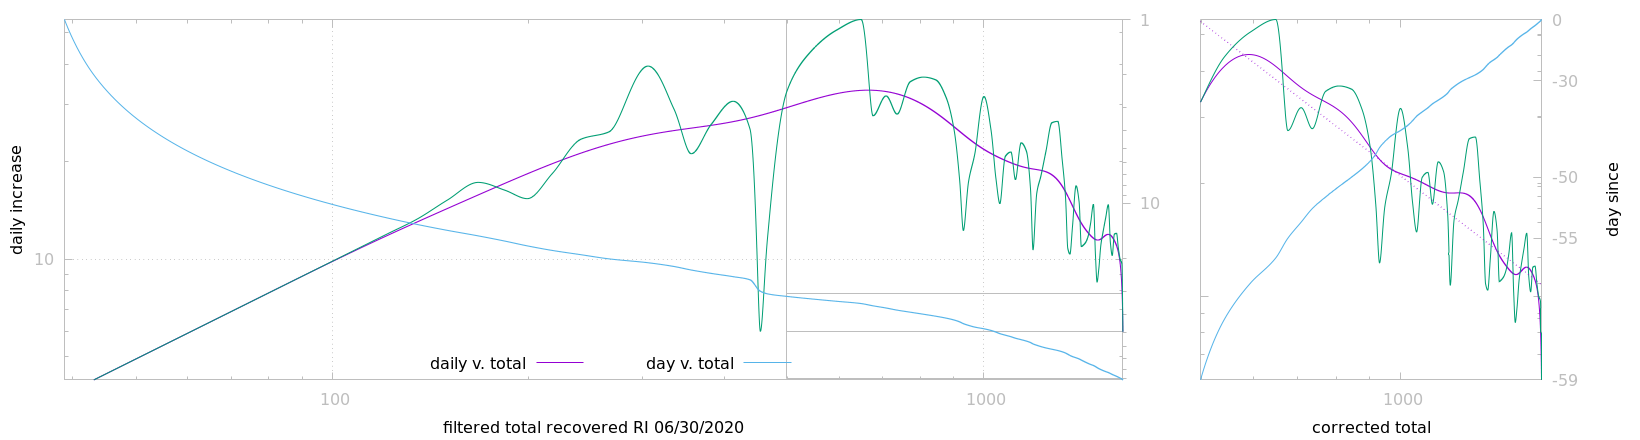 daily increase
10
daily v. total
day v. total
100
1000
filtered total recovered RI 06/30/2020
1
10
1000
corrected total
0
-30
-50
-55
-59
day since